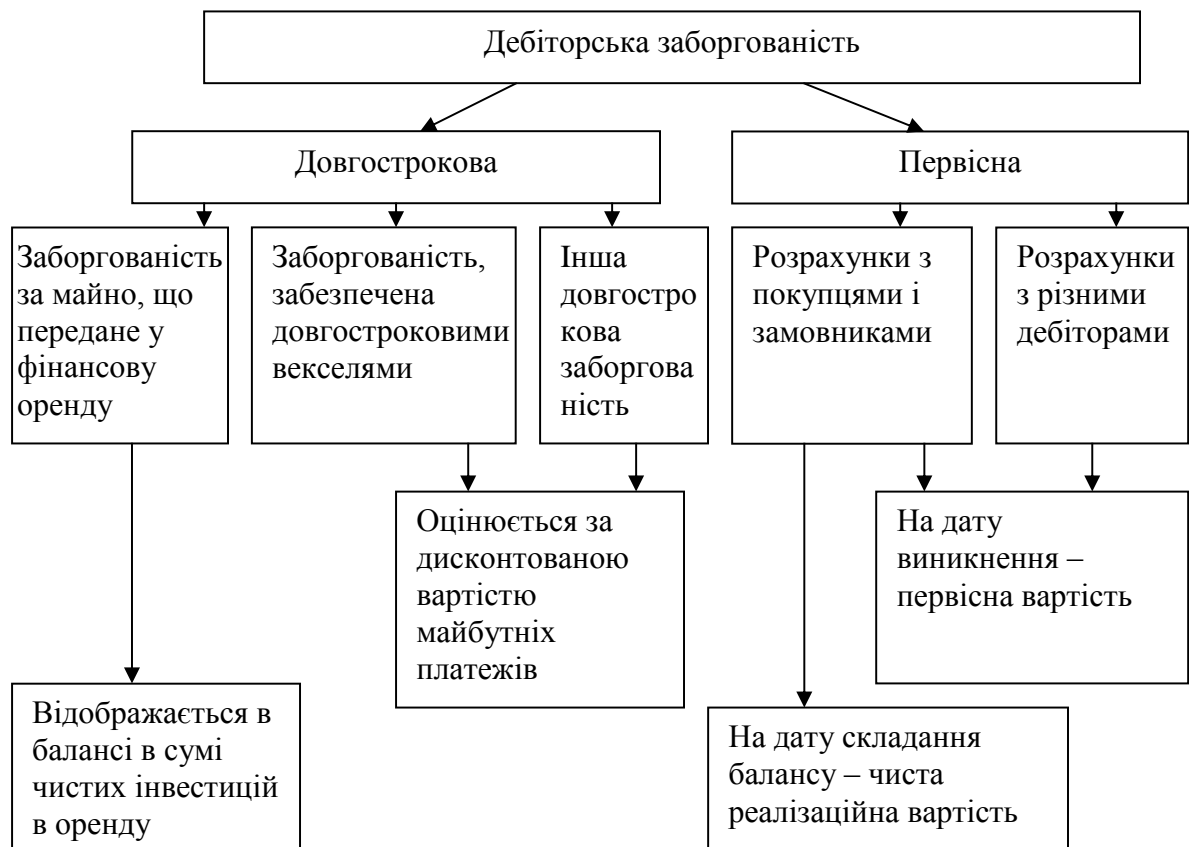 Дебіторська заборгованість
Довгострокова
Первісна
Заборгованість
за майно, що
передане у
фінансову
оренду
Заборгованість,
забезпечена
довгостроковими
векселями
Інша
довгостро
кова
заборгова
ність
Розрахунки з
покупцями і
замовниками
Розрахунки
з різними
дебіторами
Оцінюється за
дисконтованою
вартістю
майбутніх
платежів
На дату
виникнення –
первісна вартість
Відображається в
балансі в сумі
чистих інвестицій
в оренду
На дату складання
балансу – чиста
реалізаційна вартість